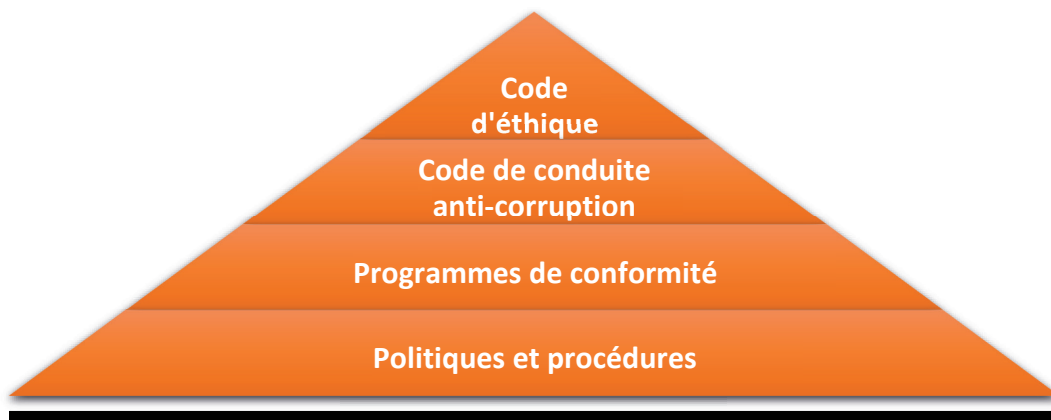 Code
d'éthique
Code de conduite
anti-corruption
Programmes de conformité
Politiques et procédures